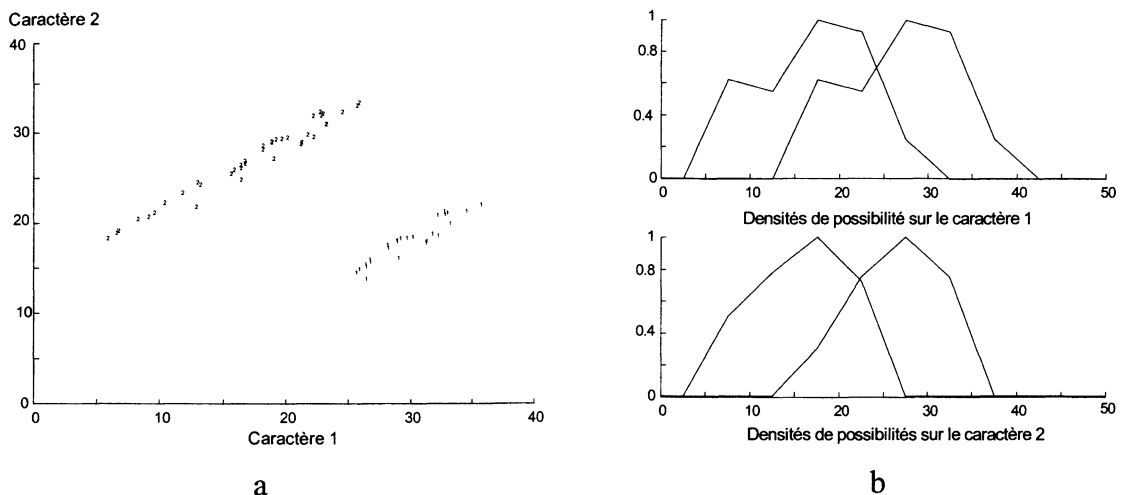 Caractère 2
40
30
20
10
0
0 10 20 30 40
Caractère 1
a
1
0.8
0.4
0
0 10 20 30 40 50
Densités de possibilité sur le caractère 1
1
0.8
0.4
0
0 10 20 30 40 50
Densités de possibilités sur le caractère 2
b